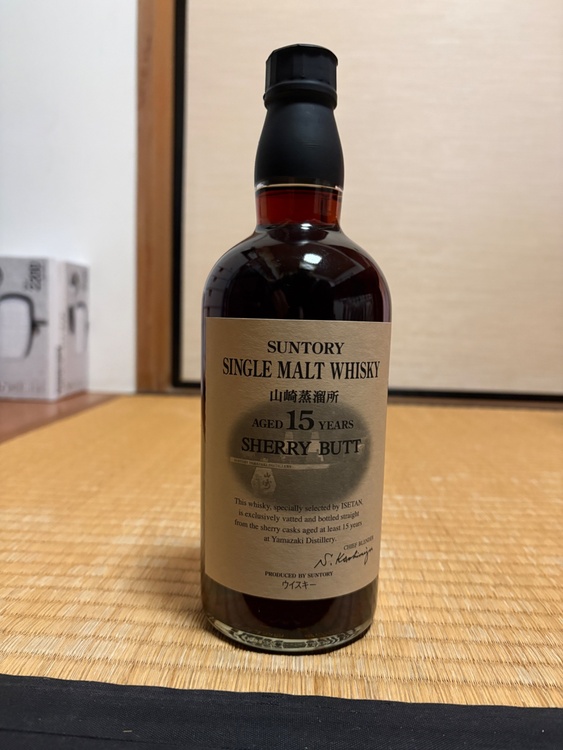 SUNTORY
SINGLE MALT WHISKY
山崎蒸溜所
AGED 15 YEARS
SHERRY BUTT
This whisky, specially selected by ISETAN,
is exclusively vatted and bottled straight
from the sherry casks aged at least 15 years
at Yamazaki Distillery.
CHIEF BLENDER
PRODUCED BY SUNTORY
ウイスキー